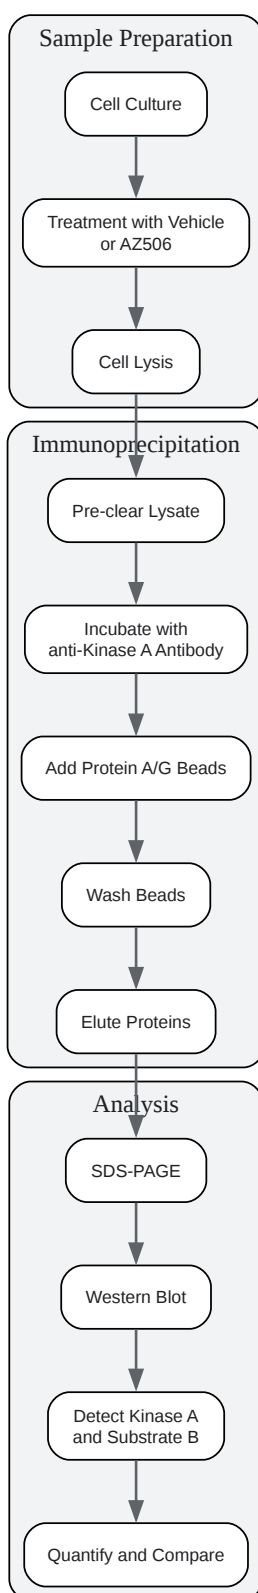 Sample Preparation
Cell Culture
Treatment with Vehicle
or AZ506
Cell Lysis
Immunoprecipitation
Pre-clear Lysate
Incubate with
anti-Kinase A Antibody
Add Protein A/G Beads
Wash Beads
Elute Proteins
Analysis
SDS-PAGE
Western Blot
Detect Kinase A
and Substrate B
Quantify and Compare